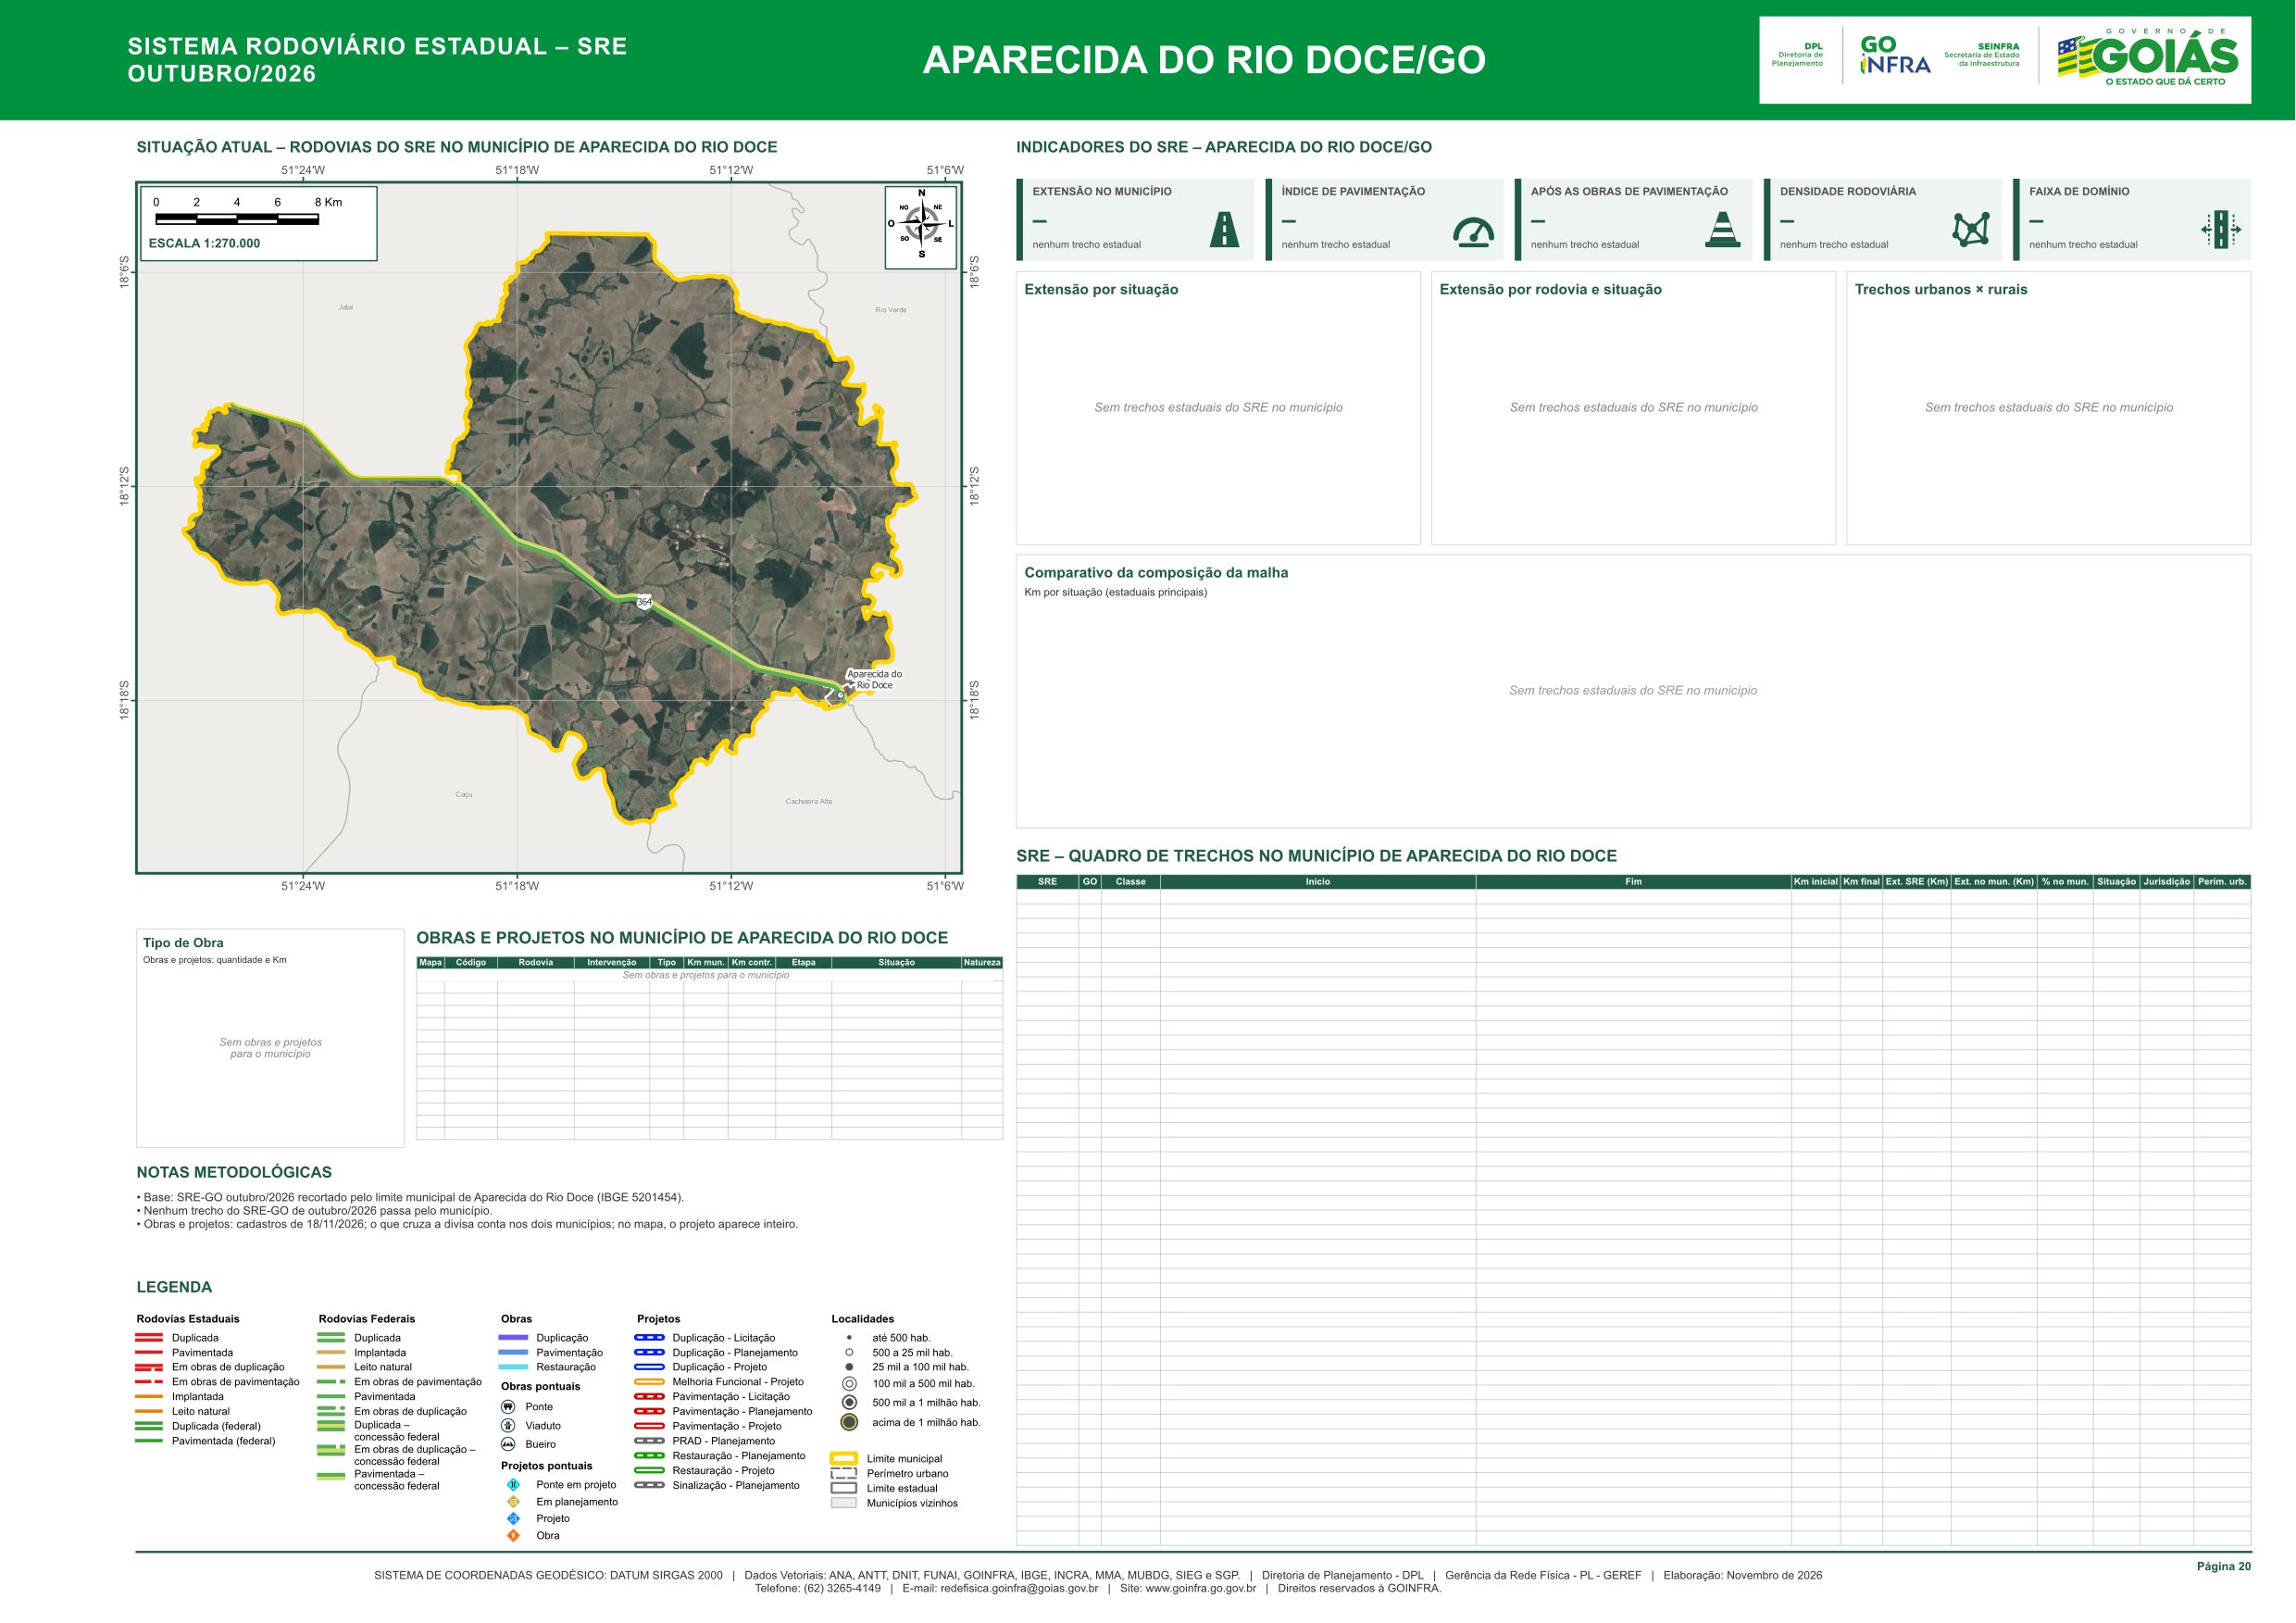 SISTEMA RODOVIÁRIO ESTADUAL – SRE
OUTUBRO/2026
APARECIDA DO RIO DOCE/GO
DPL
Diretoria de
Planejamento
GO
iNFRA
SEINFRA
Secretaria de Estado
da Infraestrutura
GOVERNO DE
GOIÁS
O ESTADO QUE DÁ CERTO
SITUAÇÃO ATUAL – RODOVIAS DO SRE NO MUNICÍPIO DE APARECIDA DO RIO DOCE
51°24'W 51°18'W 51°12'W 51°6'W
0 2 4 6 8 Km
ESCALA 1:270.000
N
NO NE
O L
SO SE
S
18°6'S 18°6'S
Jataí
Rio Verde
18°12'S 18°12'S
364
Aparecida do
Rio Doce
18°18'S 18°18'S
Caçu
Cachoeira Alta
51°24'W 51°18'W 51°12'W 51°6'W
INDICADORES DO SRE – APARECIDA DO RIO DOCE/GO
EXTENSÃO NO MUNICÍPIO
–
nenhum trecho estadual
ÍNDICE DE PAVIMENTAÇÃO
–
nenhum trecho estadual
APÓS AS OBRAS DE PAVIMENTAÇÃO
–
nenhum trecho estadual
DENSIDADE RODOVIÁRIA
–
nenhum trecho estadual
FAIXA DE DOMÍNIO
–
nenhum trecho estadual
Extensão por situação
Sem trechos estaduais do SRE no município
Extensão por rodovia e situação
Sem trechos estaduais do SRE no município
Trechos urbanos × rurais
Sem trechos estaduais do SRE no município
Comparativo da composição da malha
Km por situação (estaduais principais)
Sem trechos estaduais do SRE no município
SRE – QUADRO DE TRECHOS NO MUNICÍPIO DE APARECIDA DO RIO DOCE
SRE GO Classe Início Fim Km inicial Km final Ext. SRE (Km) Ext. no mun. (Km) % no mun. Situação Jurisdição Perím. urb.
Tipo de Obra
Obras e projetos: quantidade e Km
Sem obras e projetos
para o município
OBRAS E PROJETOS NO MUNICÍPIO DE APARECIDA DO RIO DOCE
Mapa Código Rodovia Intervenção Tipo Km mun. Km contr. Etapa Situação Natureza
Sem obras e projetos para o município
NOTAS METODOLÓGICAS
• Base: SRE-GO outubro/2026 recortado pelo limite municipal de Aparecida do Rio Doce (IBGE 5201454).
• Nenhum trecho do SRE-GO de outubro/2026 passa pelo município.
• Obras e projetos: cadastros de 18/11/2026; o que cruza a divisa conta nos dois municípios; no mapa, o projeto aparece inteiro.
LEGENDA
Rodovias Estaduais
Duplicada
Pavimentada
Em obras de duplicação
Em obras de pavimentação
Implantada
Leito natural
Duplicada (federal)
Pavimentada (federal)
Rodovias Federais
Duplicada
Implantada
Leito natural
Em obras de pavimentação
Pavimentada
Em obras de duplicação
Duplicada –
concessão federal
Em obras de duplicação –
concessão federal
Pavimentada –
concessão federal
Obras
Duplicação
Pavimentação
Restauração
Obras pontuais
Ponte
Viaduto
Bueiro
Projetos pontuais
Ponte em projeto
Em planejamento
Projeto
Obra
Projetos
Duplicação - Licitação
Duplicação - Planejamento
Duplicação - Projeto
Melhoria Funcional - Projeto
Pavimentação - Licitação
Pavimentação - Planejamento
Pavimentação - Projeto
PRAD - Planejamento
Restauração - Planejamento
Restauração - Projeto
Sinalização - Planejamento
Localidades
até 500 hab.
500 a 25 mil hab.
25 mil a 100 mil hab.
100 mil a 500 mil hab.
500 mil a 1 milhão hab.
acima de 1 milhão hab.
Limite municipal
Perímetro urbano
Limite estadual
Municípios vizinhos
Página 20
SISTEMA DE COORDENADAS GEODÉSICO: DATUM SIRGAS 2000 | Dados Vetoriais: ANA, ANTT, DNIT, FUNAI, GOINFRA, IBGE, INCRA, MMA, MUBDG, SIEG e SGP. | Diretoria de Planejamento - DPL | Gerência da Rede Física - PL - GEREF | Elaboração: Novembro de 2026
Telefone: (62) 3265-4149 | E-mail: redefisica.goinfra@goias.gov.br | Site: www.goinfra.go.gov.br | Direitos reservados à GOINFRA.